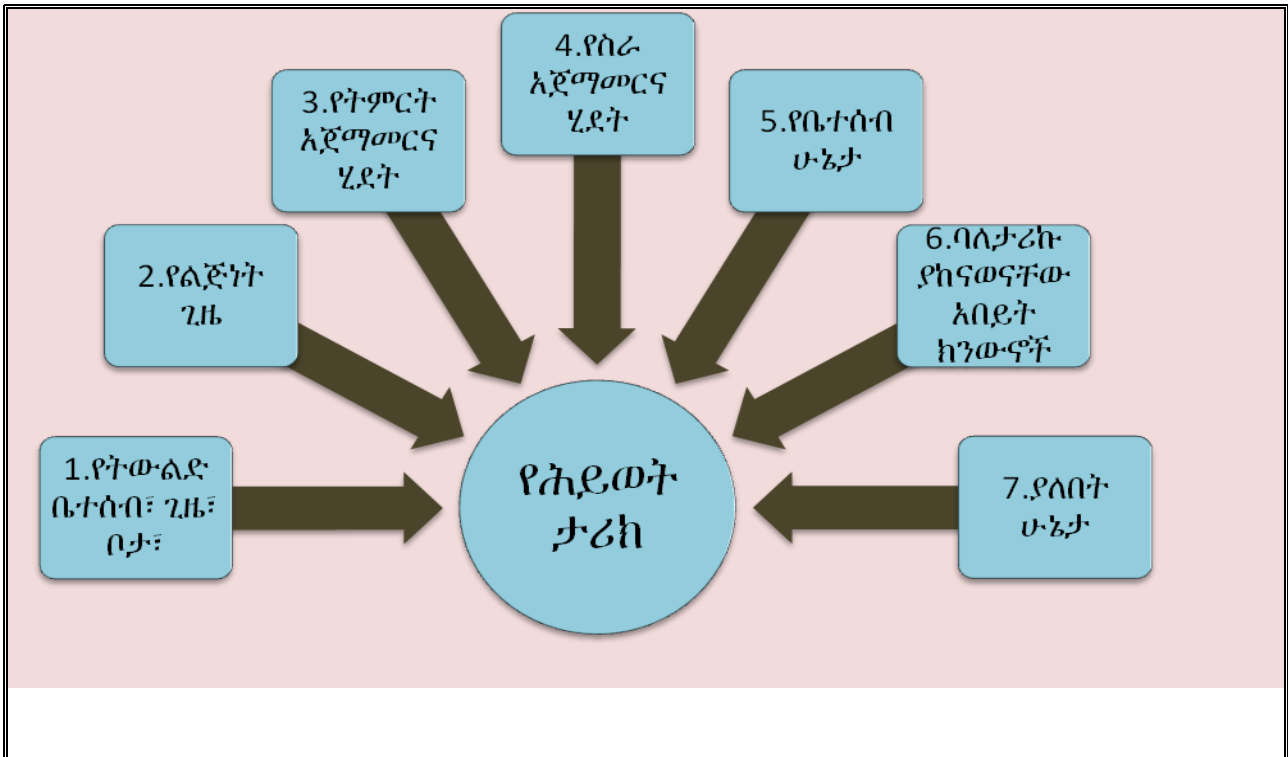 1.የትውልድ
ቤተሰብ፣ ጊዜ፣
ቦታ፣
2.የልጅነት
ጊዜ
3.የትምርት
አጀማመርና
ሂደት
4.የስራ
አጀማመርና
ሂደት
5.የቤተሰብ
ሁኔታ
6.ባለታሪኩ
ያከናወናቸው
አበይት
ክንውኖች
7.ያለበት
ሁኔታ
የሕይወት
ታሪክ